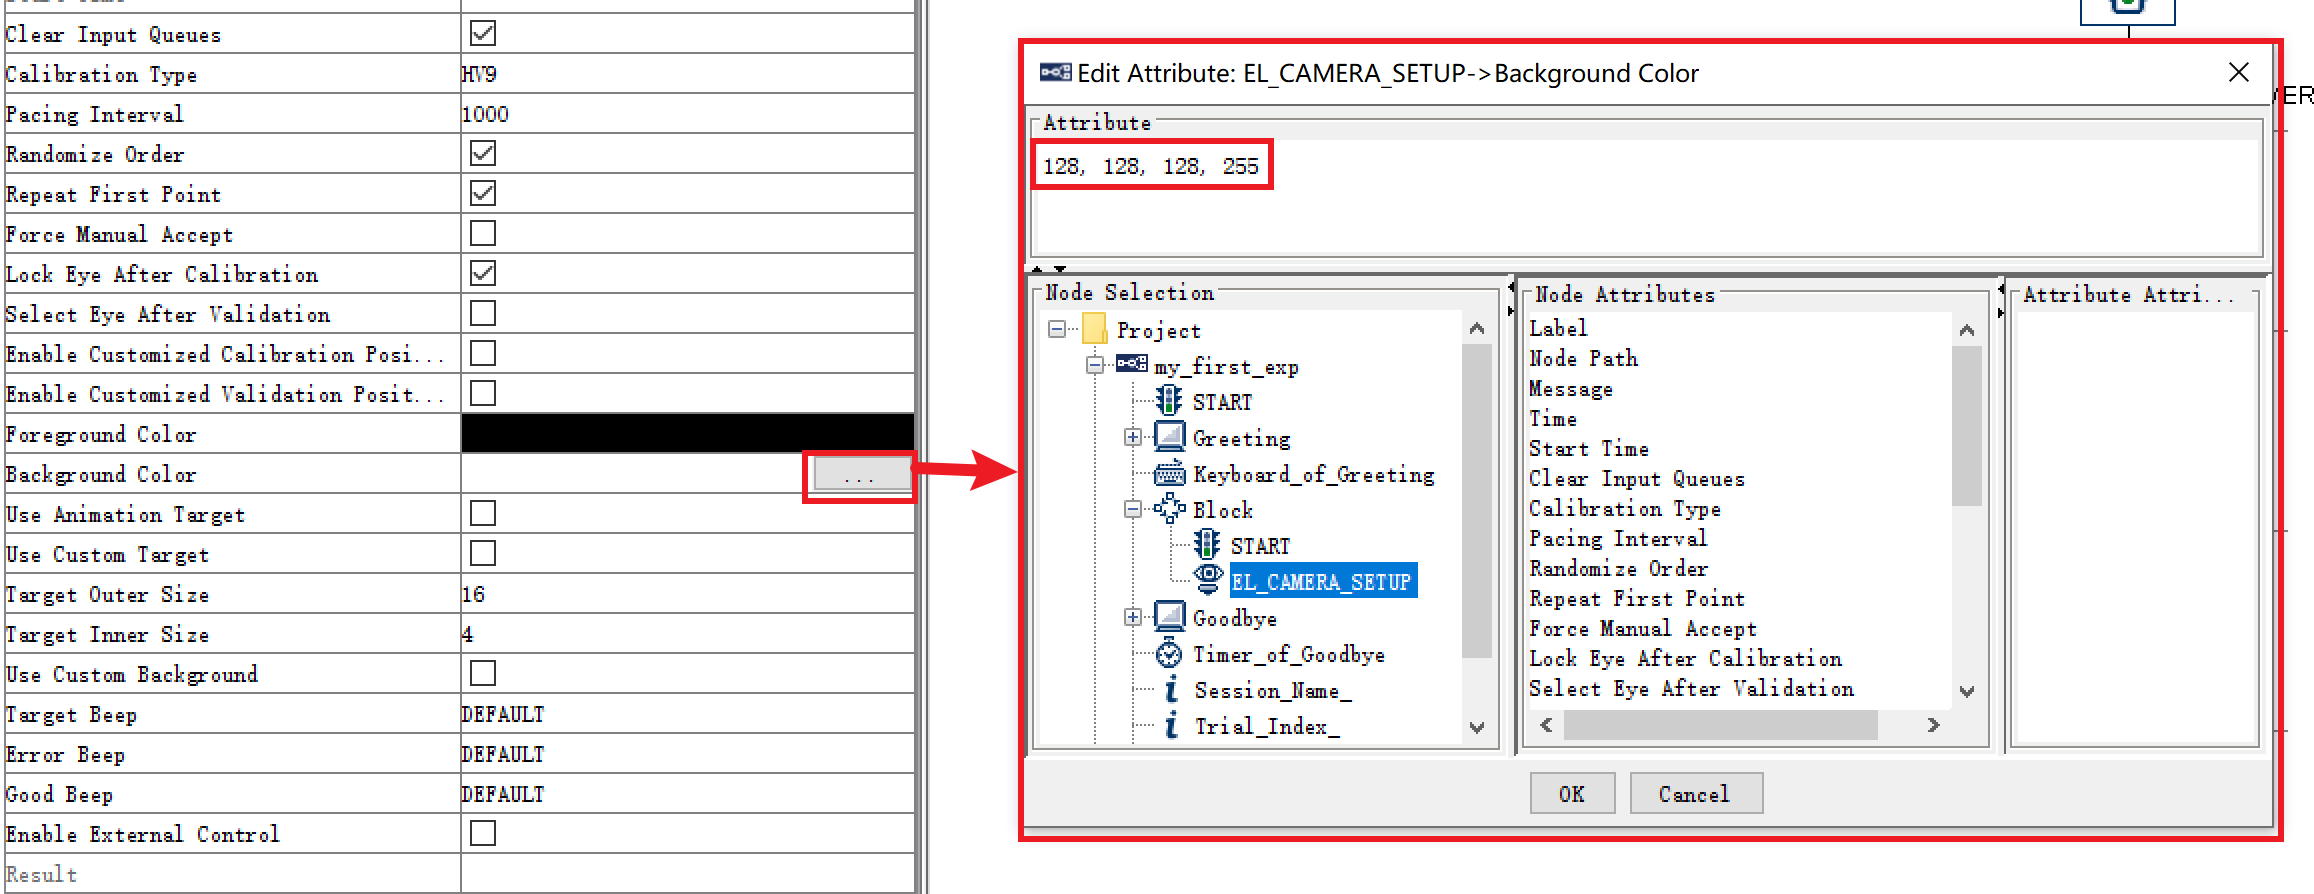 Clear Input Queues
Calibration Type HV9
Pacing Interval 1000
Randomize Order
Repeat First Point
Force Manual Accept
Lock Eye After Calibration
Select Eye After Validation
Enable Customized Calibration Posi...
Enable Customized Validation Posit...
Foreground Color
Background Color ...
Use Animation Target
Use Custom Target
Target Outer Size 16
Target Inner Size 4
Use Custom Background
Target Beep DEFAULT
Error Beep DEFAULT
Good Beep DEFAULT
Enable External Control
Result
Edit Attribute: EL_CAMERA_SETUP->Background Color
Attribute
128, 128, 128, 255
Node Selection
Project
my_first_exp
START
Greeting
Keyboard_of_Greeting
Block
START
EL_CAMERA_SETUP
Goodbye
Timer_of_Goodbye
Session_Name_
Trial_Index_
Node Attributes
Label
Node Path
Message
Time
Start Time
Clear Input Queues
Calibration Type
Pacing Interval
Randomize Order
Repeat First Point
Force Manual Accept
Lock Eye After Calibration
Select Eye After Validation
Attribute Attri...
OK
Cancel